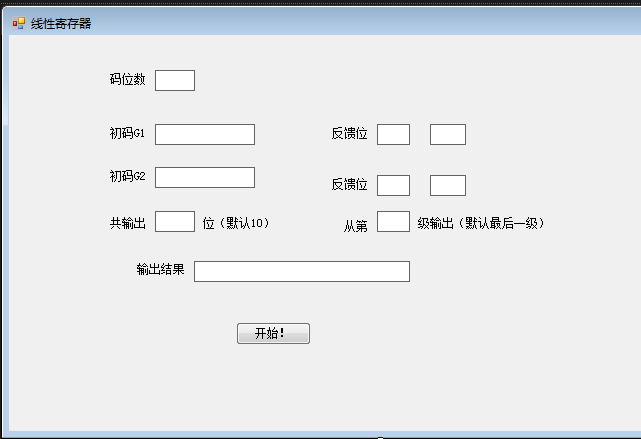 线性寄存器
码位数
初码G1 反馈位
初码G2 反馈位
共输出 位（默认10） 从第 级输出（默认最后一级）
输出结果
开始！